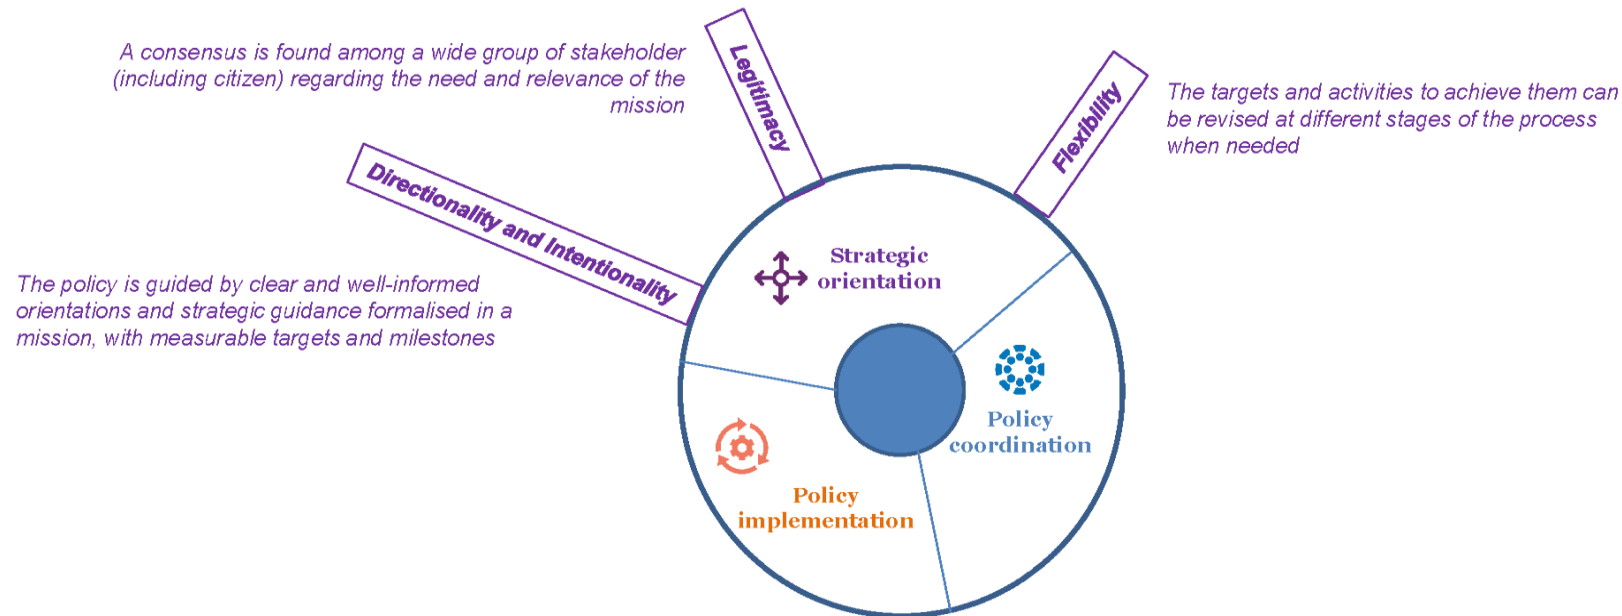 A consensus is found among a wide group of stakeholder
(including citizen) regarding the need and relevance of the
mission
Legitimacy
Flexibility
The targets and activities to achieve them can
be revised at different stages of the process
when needed
Directionality and Intentionality
The policy is guided by clear and well-informed
orientations and strategic guidance formalised in a
mission, with measurable targets and milestones
Strategic
orientation
Policy
coordination
Policy
implementation